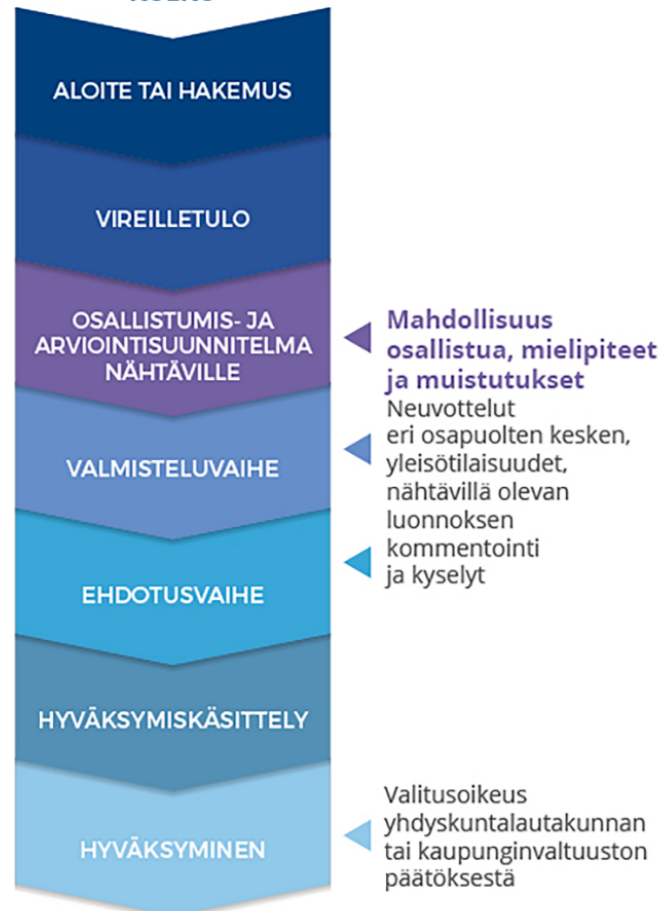 ALOITE TAI HAKEMUS
VIREILLETULO
OSALLISTUMIS- JA
ARVIOINTISUUNNITELMA
NÄHTÄVILLE
Mahdollisuus
osallistua, mielipiteet
ja muistutukset
VALMISTELUVAIHE
Neuvottelut
eri osapuolten kesken,
yleisötilaisuudet,
nähtävillä olevan
luonnoksen
kommentointi
ja kyselyt
EHDOTUSVAIHE
HYVÄKSYMISKÄSITTELY
HYVÄKSYMINEN
Valitusoikeus
yhdyskuntalautakunnan
tai kaupunginvaltuuston
päätöksestä